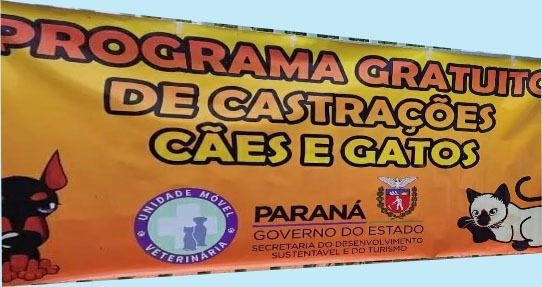 PROGRAMA GRATUITO
DE CASTRAÇÕES
CÃES E GATOS
UNIDADE MÓVEL
VETERINÁRIA
PARANÁ
GOVERNO DO ESTADO
SECRETARIA DO DESENVOLVIMENTO
SUSTENTÁVEL E DO TURISMO